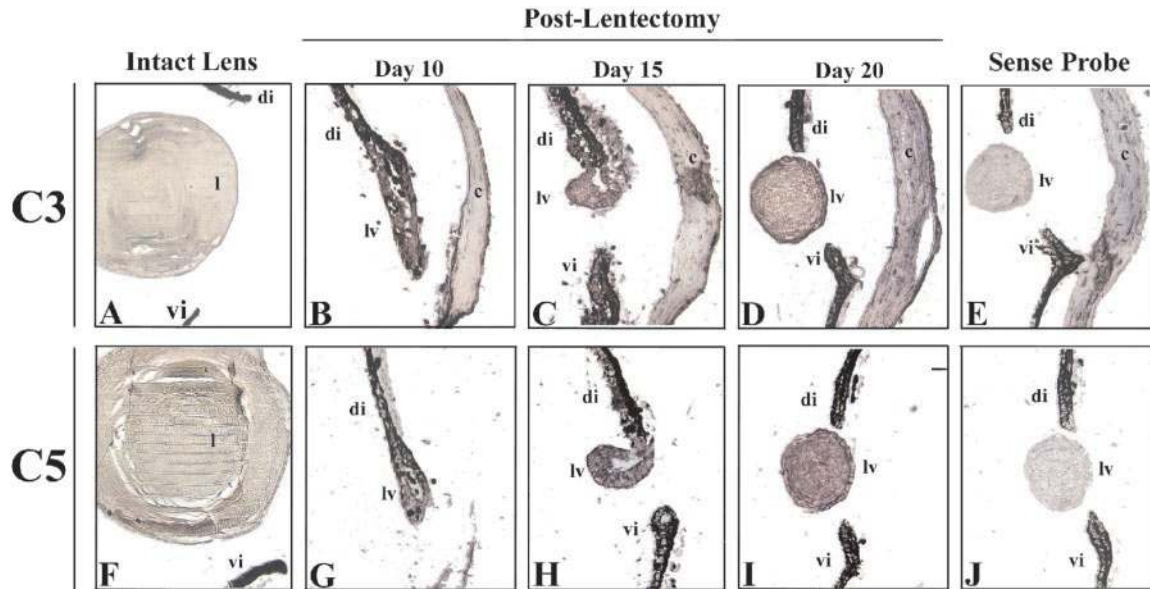 Post-Lentectomy
Intact Lens Day 10 Day 15 Day 20 Sense Probe
C3
di l vi A
di lv* c B
di lv c vi C
di c lv vi D
di c lv vi E
C5
l vi F
di lv G
di lv vi H
di lv vi I
di lv vi J